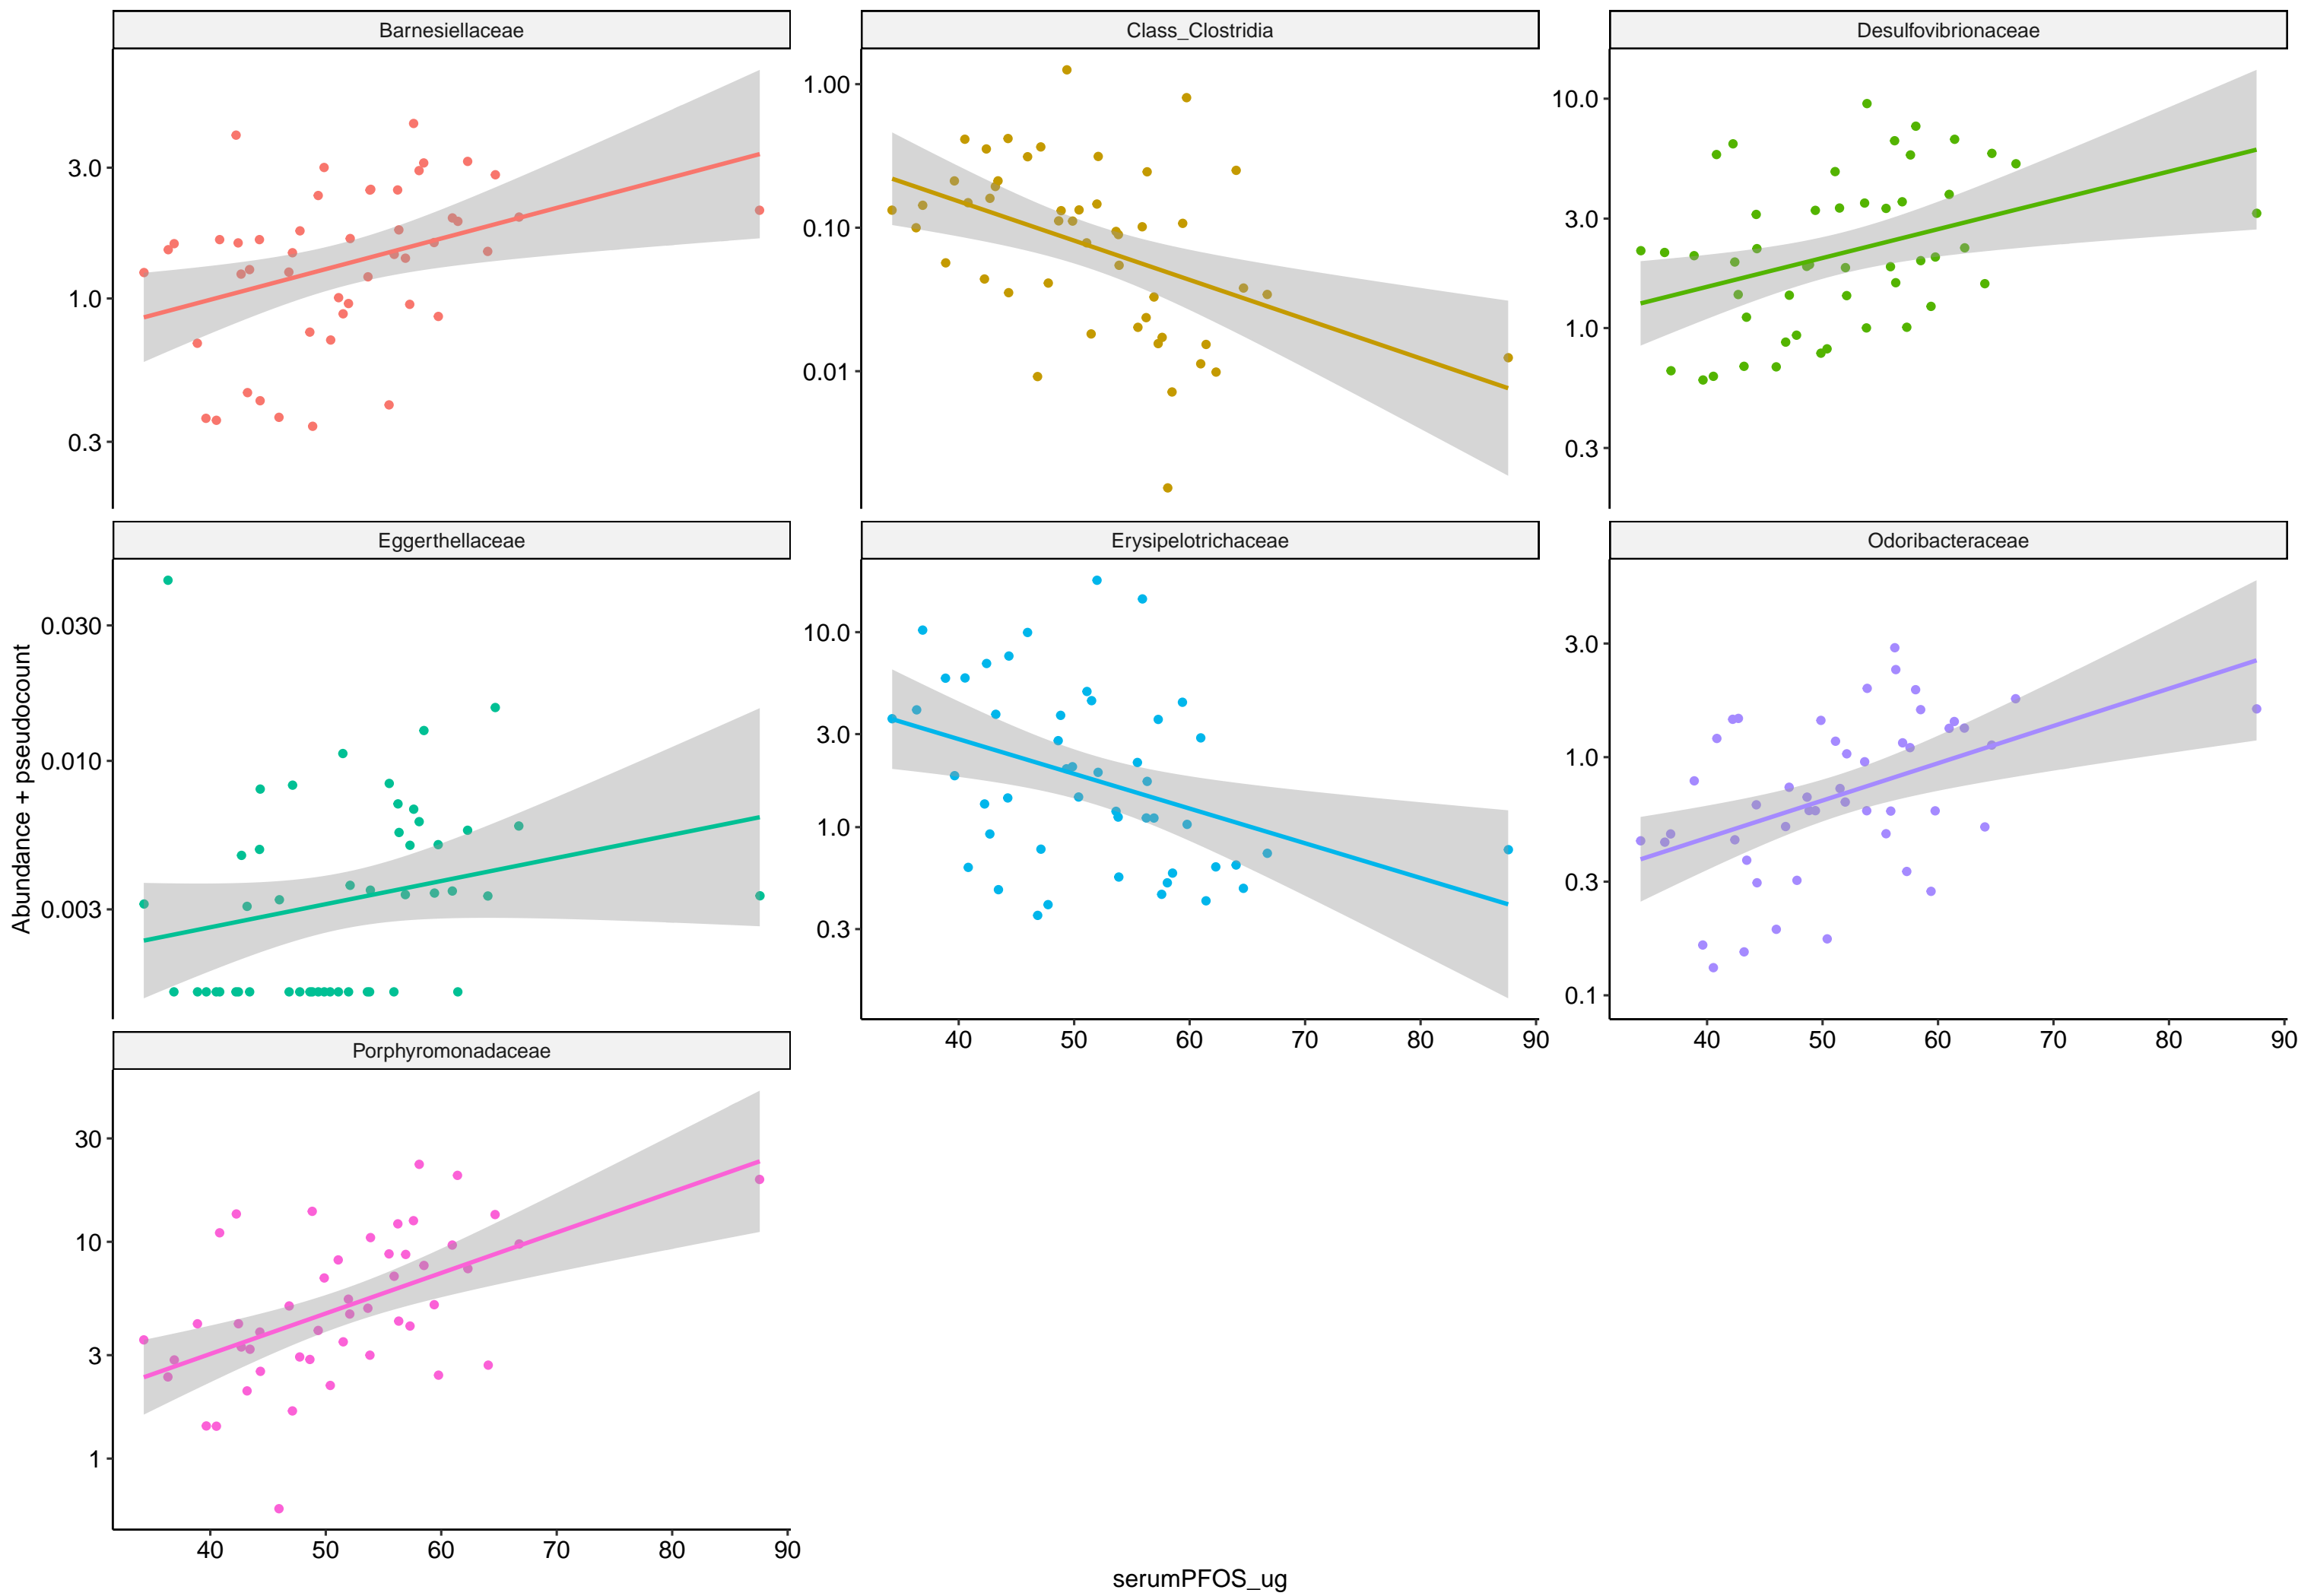 Barnesiellaceae
Class_Clostridia
Desulfovibrionaceae
3.0
1.0
0.3
1.00
0.10
0.01
10.0
3.0
1.0
0.3
Eggerthellaceae
Erysipelotrichaceae
Odoribacteraceae
Abundance + pseudocount
0.030
0.010
0.003
10.0
3.0
1.0
0.3
40 50 60 70 80 90
3.0
1.0
0.3
0.1
40 50 60 70 80 90
Porphyromonadaceae
30
10
3
1
40 50 60 70 80 90
serumPFOS_ug